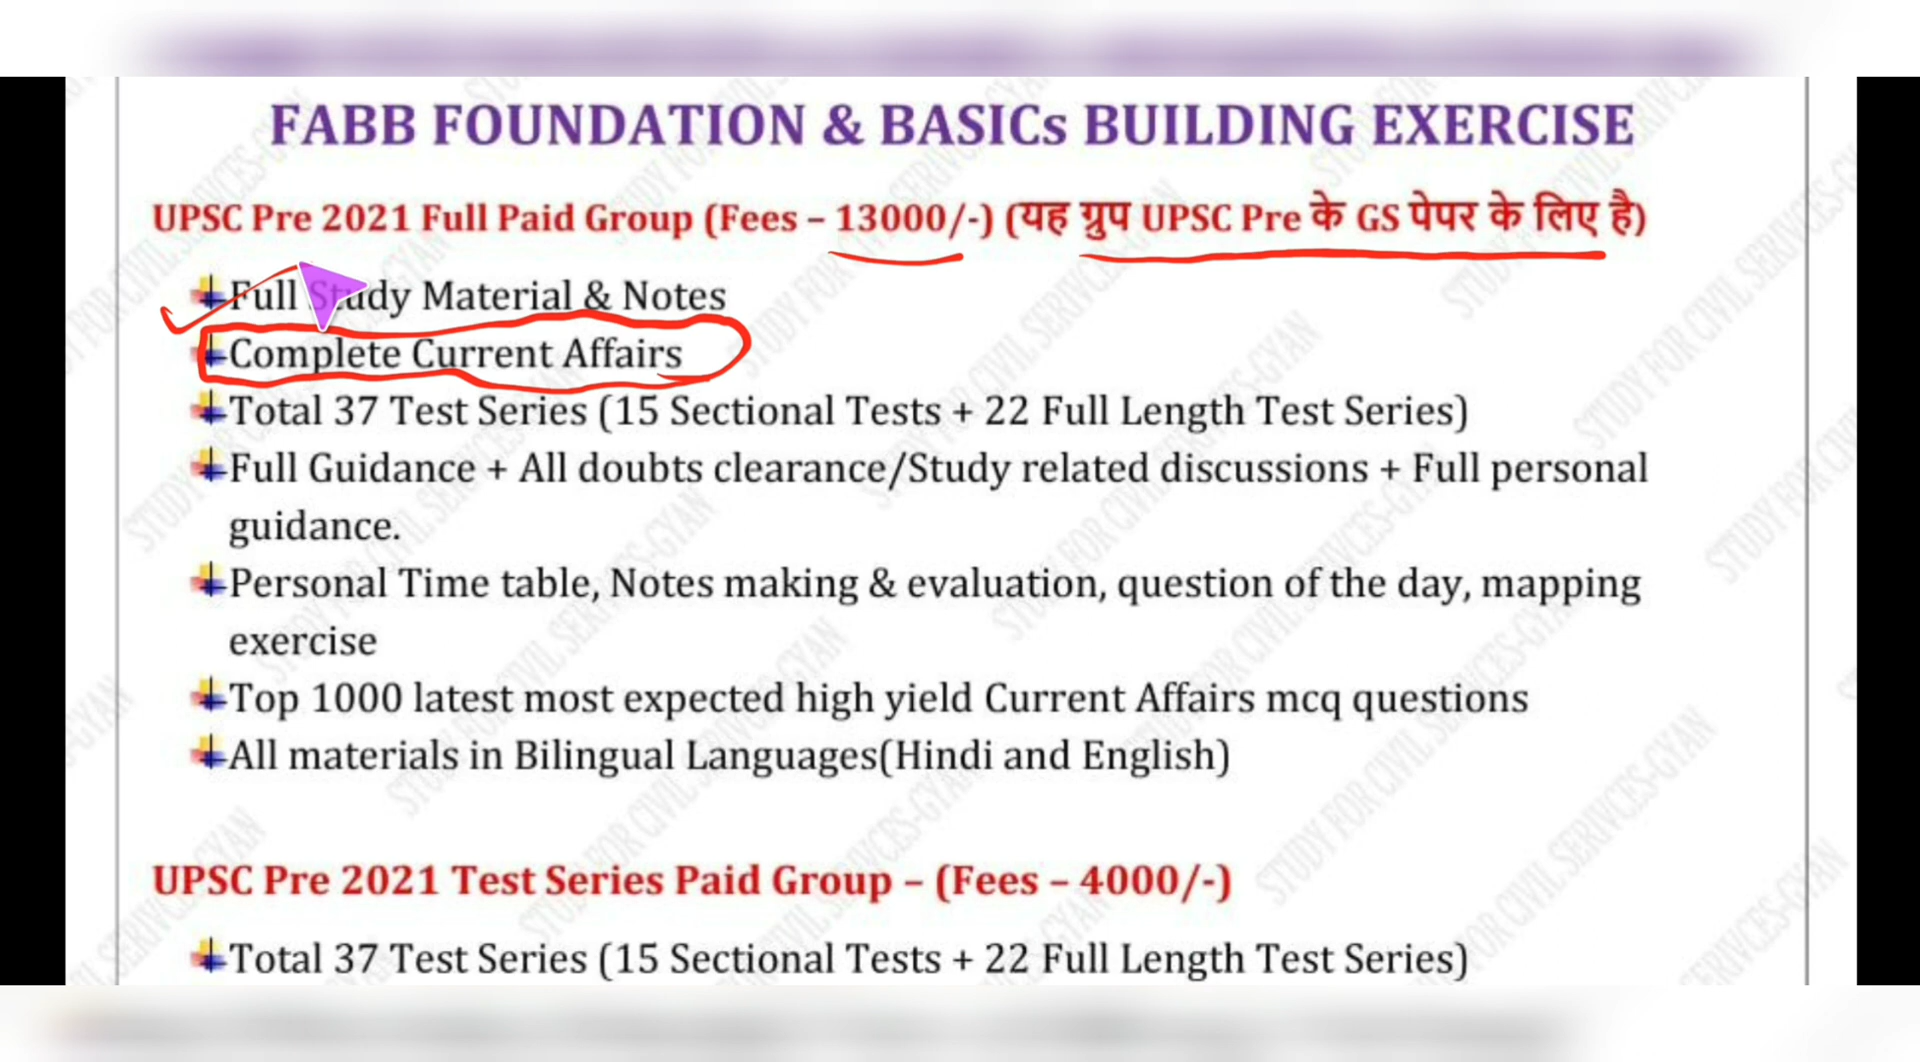 FABB FOUNDATION & BASICs BUILDING EXERCISE
UPSC Pre 2021 Full Paid Group (Fees – 13000/-) (यह ग्रुप UPSC Pre के GS पेपर के लिए है)
Full Study Material & Notes
Complete Current Affairs
Total 37 Test Series (15 Sectional Tests + 22 Full Length Test Series)
Full Guidance + All doubts clearance/Study related discussions + Full personal
guidance.
Personal Time table, Notes making & evaluation, question of the day, mapping
exercise
Top 1000 latest most expected high yield Current Affairs mcq questions
All materials in Bilingual Languages(Hindi and English)
UPSC Pre 2021 Test Series Paid Group – (Fees – 4000/-)
Total 37 Test Series (15 Sectional Tests + 22 Full Length Test Series)
STUDY FOR CIVIL SERIVCES-GYAN